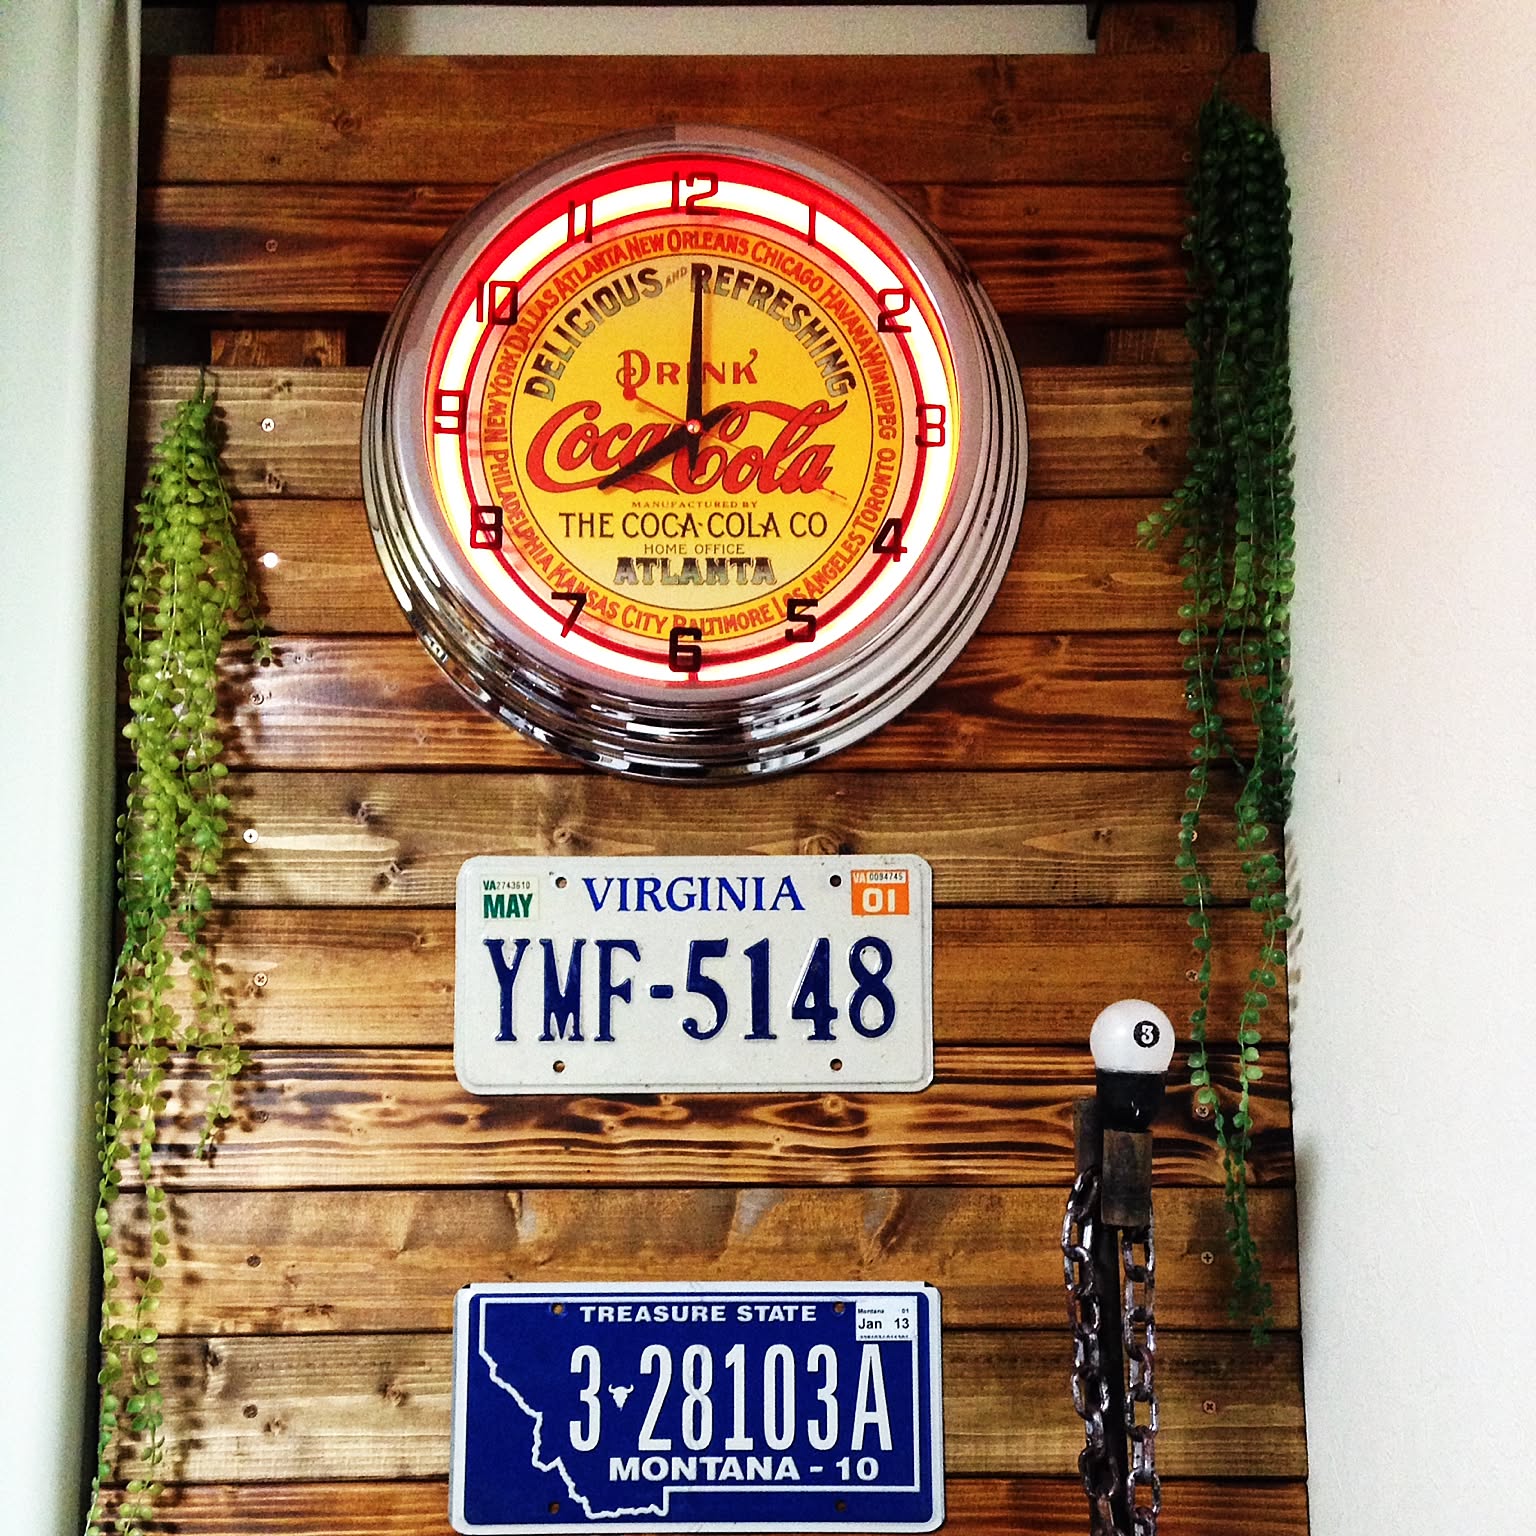 12
1
2
3
4
5
6
7
8
9
10
11
NEW ORLEANS CHICAGO HAVANA WINNIPEG TORONTO LOS ANGELES BALTIMORE KANSAS CITY PHILADELPHIA NEW YORK DALLAS ATLANTA
DELICIOUS AND REFRESHING
DRINK
Coca-Cola
MANUFACTURED BY
THE COCA-COLA CO
HOME OFFICE
ATLANTA
VA2743610
MAY
VIRGINIA
VA 0094745
01
YMF-5148
3
TREASURE STATE
Montana 01
Jan 13
3-28103A
MONTANA - 10